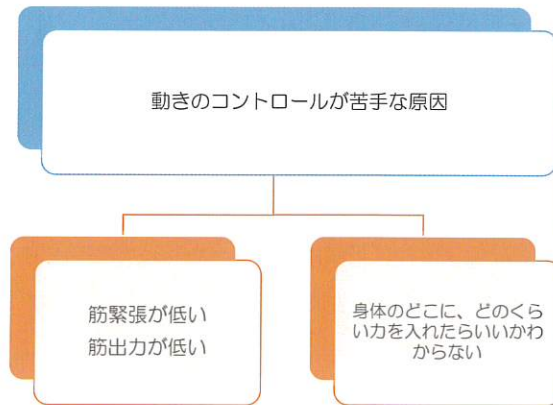 動きのコントロールが苦手な原因
筋緊張が低い
筋出力が低い
身体のどこに、どのくら
い力を入れたらいいかわ
からない